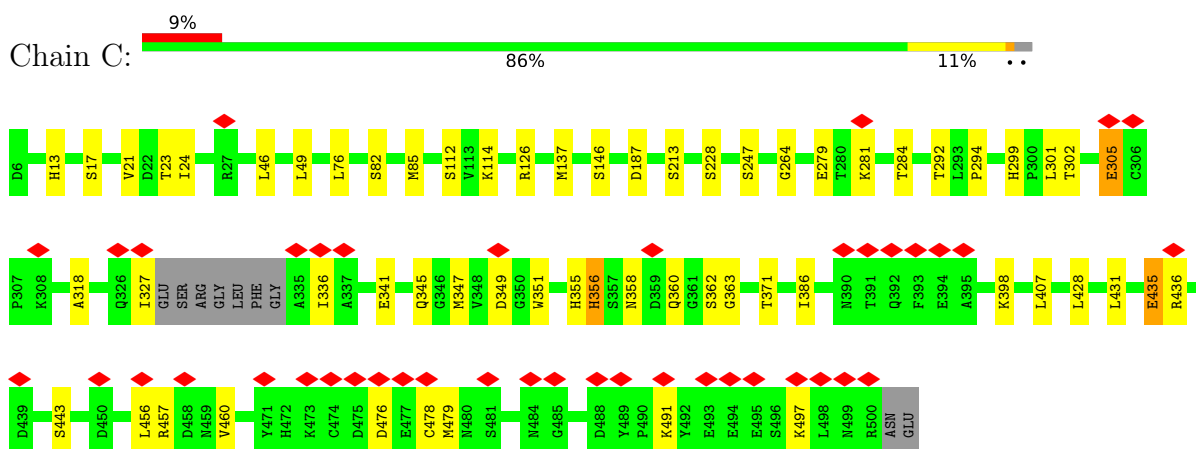 9%
Chain C:
86% 11% • •
D6 H13 S17 V21 D22 T23 I24 R27 L46 L49 L76 S82 M85 S112 V113 K114 R126 M137 S146 D187 S213 S228 S247 G264 E279 T280 K281 T284 T292 L293 P294 H299 P300 L301 T302 E305 C306
P307 K308 A318 Q326 I327 GLU SER ARG GLY LEU PHE GLY A335 I336 A337 E341 Q345 G346 M347 V348 D349 G350 W351 H355 H356 S357 N358 D359 Q360 G361 S362 G363 T371 I386 N390 T391 Q392 F393 E394 A395 K398 L407 L428 L431 E435 R436
D439 S443 D450 L456 R457 D458 N459 V460 Y471 H472 K473 C474 D475 D476 E477 C478 M479 N480 S481 N484 G485 D488 Y489 P490 K491 Y492 E493 E494 E495 S496 K497 L498 N499 R500 ASN GLU